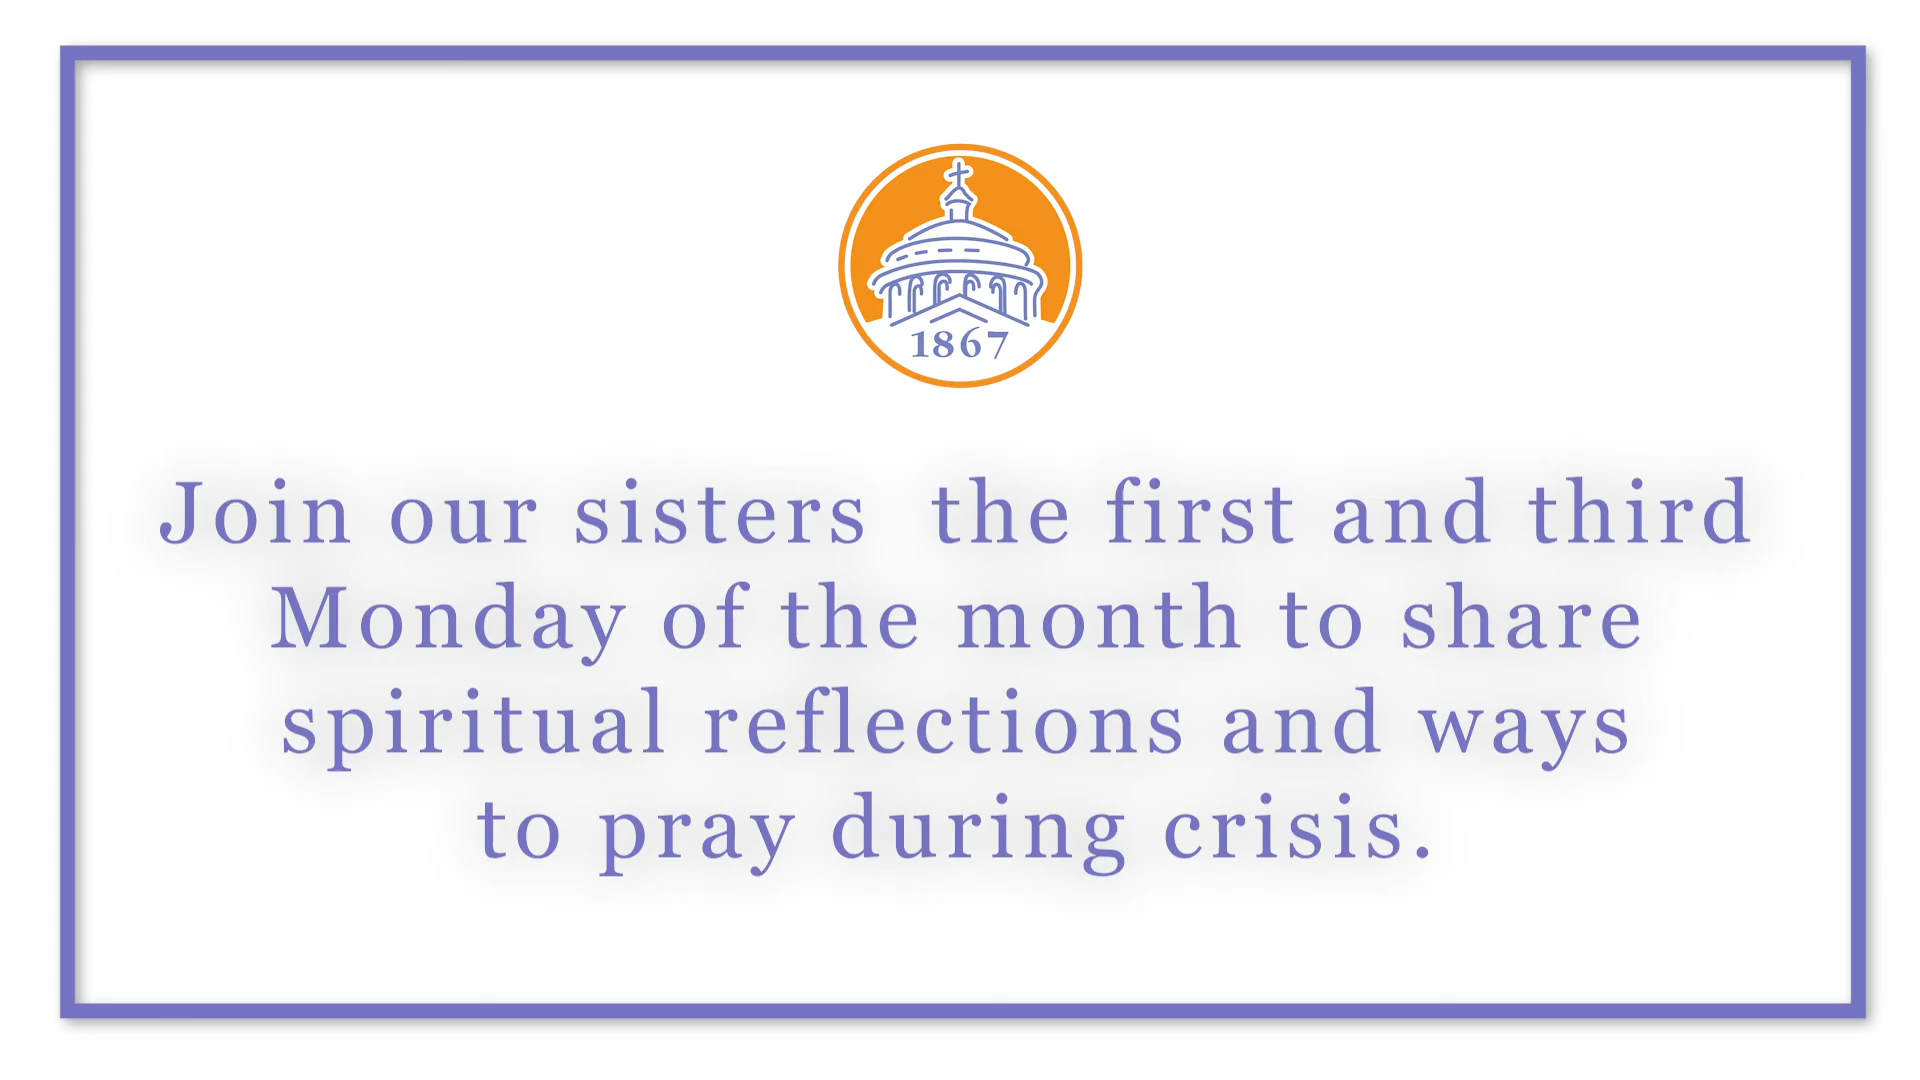 1867
Join our sisters  the first and third
Monday of the month to share
spiritual reflections and ways
to pray during crisis.